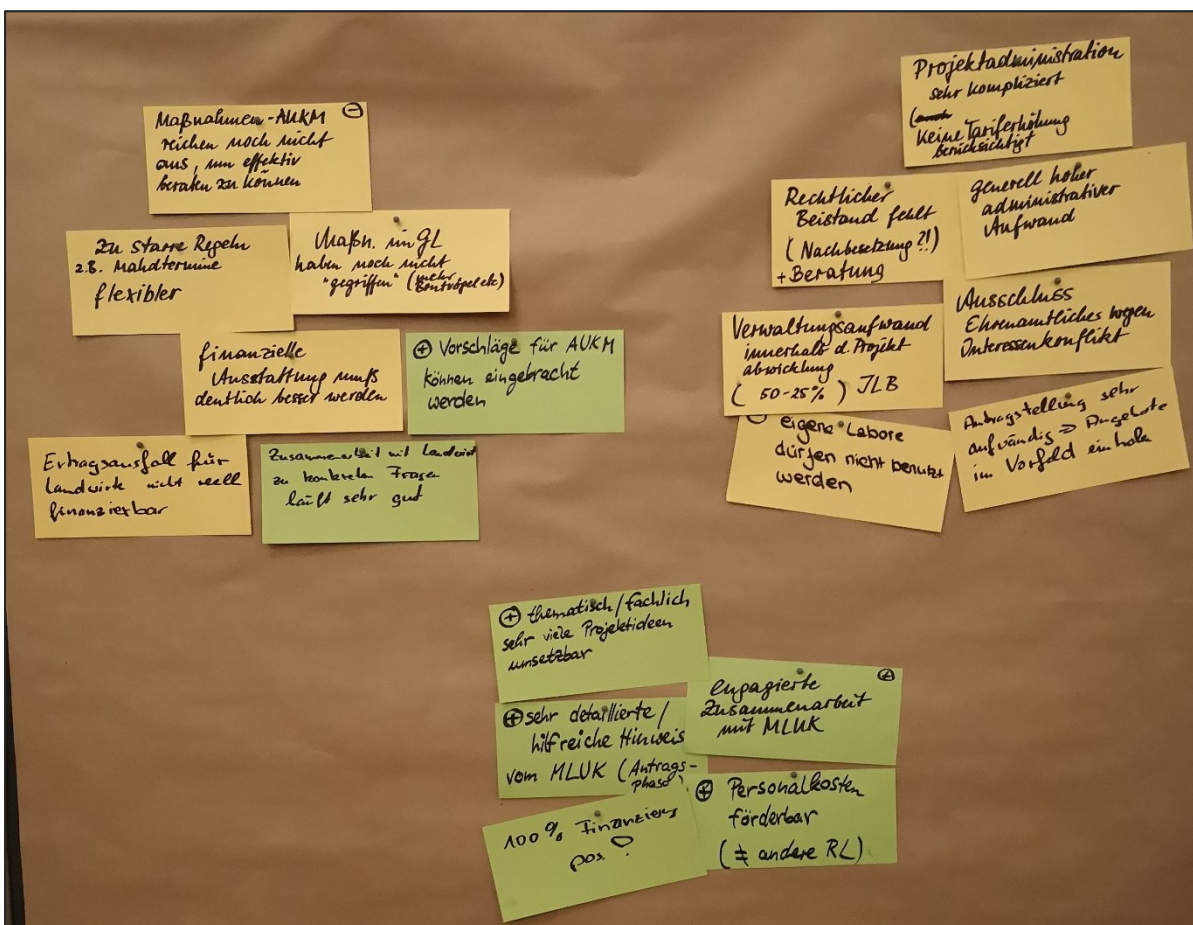 Maßnahmen-AUKM ⊖
reichen noch nicht
aus, um effektiv
beraten zu können
Zu starre Regeln
z.B. Mahdtermine
flexibler
Maßn. im GL
haben noch nicht
"gegriffen" (mehr
Brutvögel etc)
finanzielle
Ausstattung muß
deutlich besser werden
⊕ Vorschläge für AUKM
können eingebracht
werden
Ertragsausfall für
Landwirte nicht reell
finanzierbar
Zusammenarbeit mit Landwirt
zu konkreten Fragen
läuft sehr gut
Projektadministration
sehr kompliziert
Keine Tariferhöhung
berücksichtigt
Rechtlicher
Beistand fehlt
(Nachbesetzung?!)
+ Beratung
generell hoher
administrativer
Aufwand
Verwaltungsaufwand
innerhalb d. Projekt
abwicklung
(50-25%) ILB
Ausschluss
Ehrenamtliches wegen
Interessenkonflikt
⊖ eigene Labore
dürfen nicht benutzt
werden
Antragstellung sehr
aufwändig => Angebote
im Vorfeld einhole
⊕ thematisch/fachlich
sehr viele Projektideen
umsetzbar
⊕ sehr detaillierte/
hilfreiche Hinweis
vom MLUK (Antrags-
phase)
engagierte ⊕
Zusammenarbeit
mit MLUK
100% Finanzierung
pos.
⊕ Personalkosten
förderbar
(≠ andere RL)